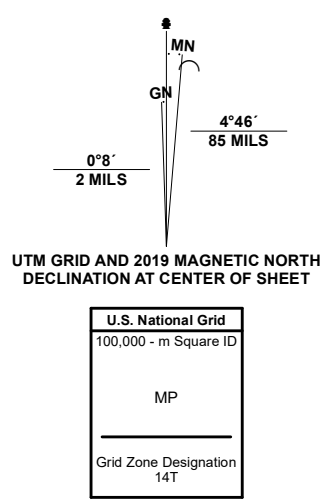 MN
GN
4°46´
85 MILS
0°8´
2 MILS
UTM GRID AND 2019 MAGNETIC NORTH
DECLINATION AT CENTER OF SHEET
U.S. National Grid
100,000 - m Square ID
MP
Grid Zone Designation
14T